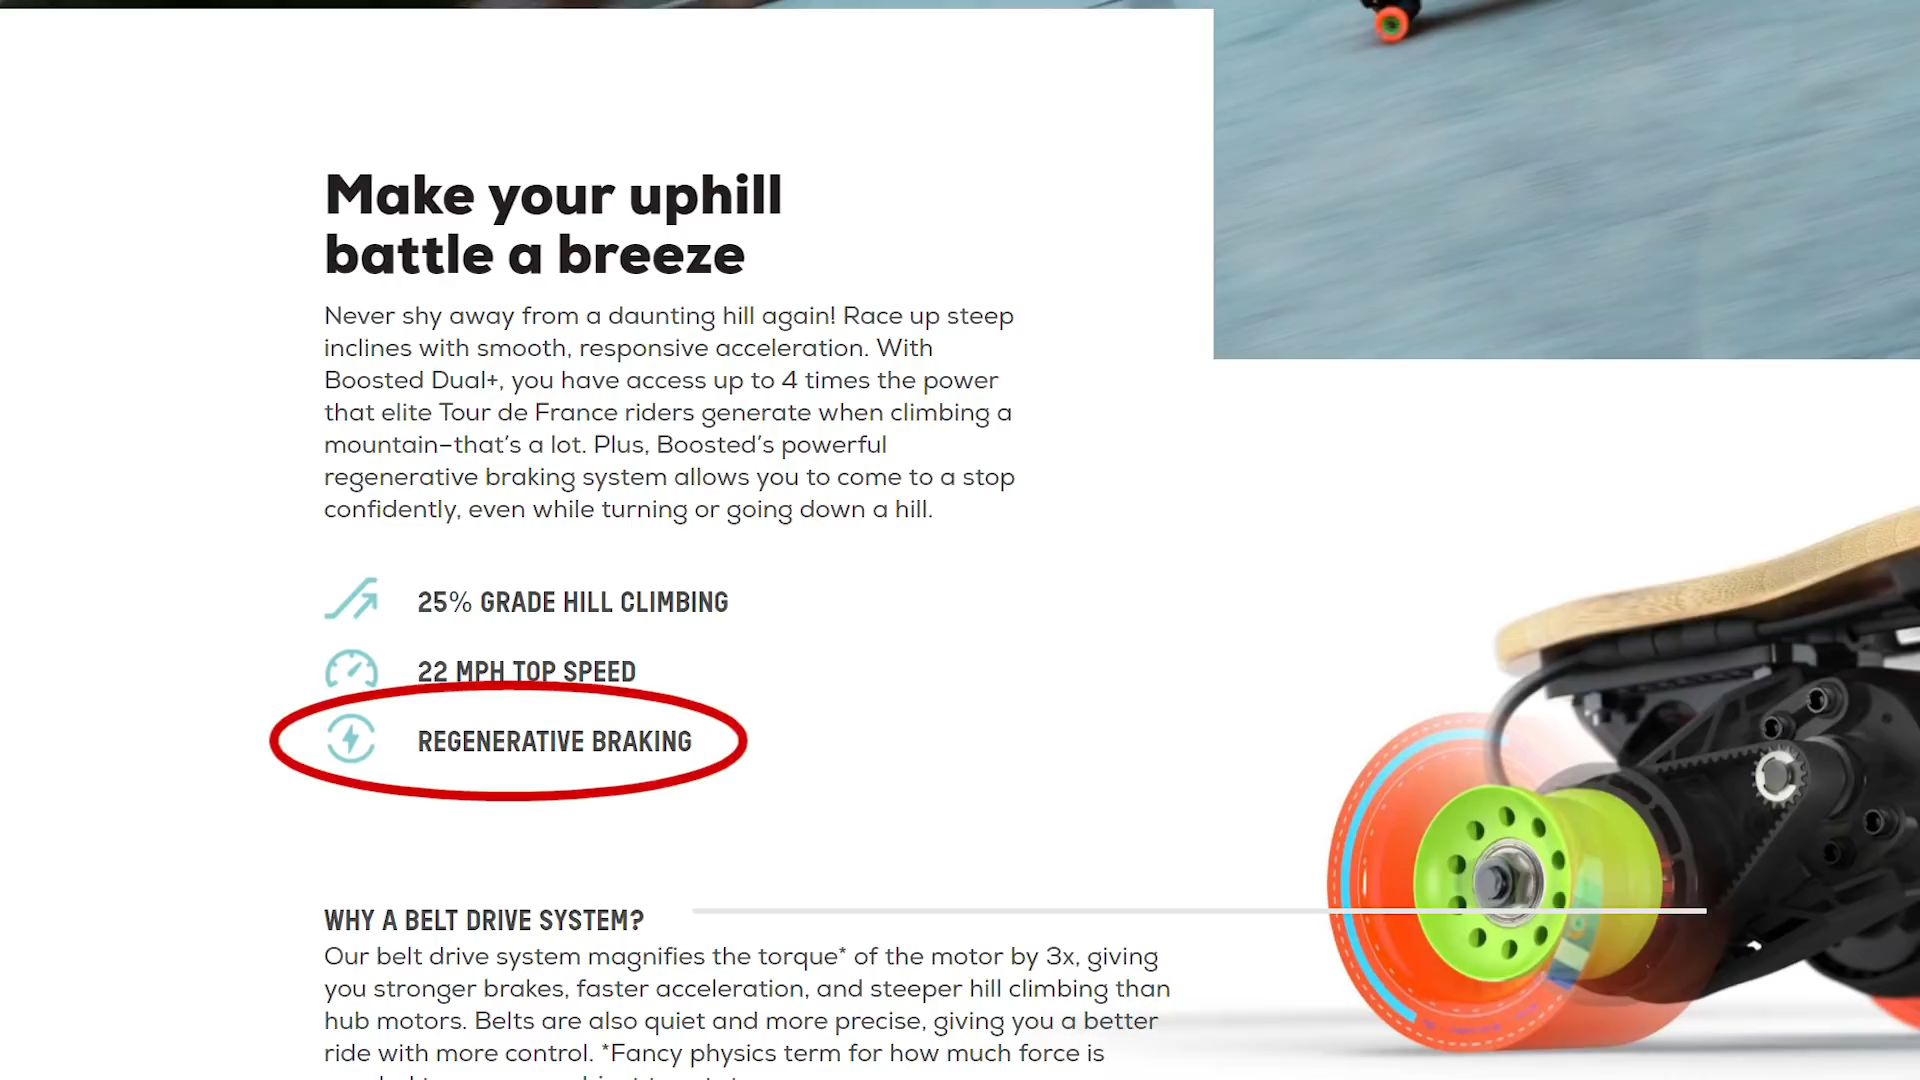 Make your uphill
battle a breeze
Never shy away from a daunting hill again! Race up steep
inclines with smooth, responsive acceleration. With
Boosted Dual+, you have access up to 4 times the power
that elite Tour de France riders generate when climbing a
mountain–that's a lot. Plus, Boosted's powerful
regenerative braking system allows you to come to a stop
confidently, even while turning or going down a hill.
25% GRADE HILL CLIMBING
22 MPH TOP SPEED
REGENERATIVE BRAKING
WHY A BELT DRIVE SYSTEM?
Our belt drive system magnifies the torque* of the motor by 3x, giving
you stronger brakes, faster acceleration, and steeper hill climbing than
hub motors. Belts are also quiet and more precise, giving you a better
ride with more control. *Fancy physics term for how much force is